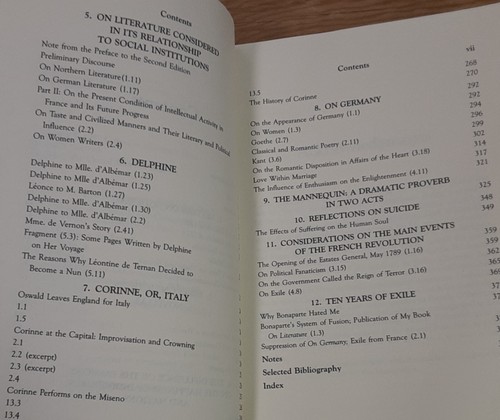 Contents
5. ON LITERATURE CONSIDERED
IN ITS RELATIONSHIP
TO SOCIAL INSTITUTIONS
Note from the Preface to the Second Edition
Preliminary Discourse
On Northern Literature (1.11)
On German Literature (1.17)
Part II: On the Present Condition of Intellectual Activity in
France and Its Future Progress
On Taste and Civilized Manners and Their Literary and Political
Influence (2.2)
On Women Writers (2.4)
6. DELPHINE
Delphine to Mlle. d'Albémar (1.23)
Delphine to Mlle. d'Albémar (1.25)
Léonce to M. Barton (1.27)
Delphine to Mlle. d'Albémar (1.30)
Delphine to Mlle. d'Albémar (2.2)
Mme. de Vernon's Story (2.41)
Fragment (5.3): Some Pages Written by Delphine
on Her Voyage
The Reasons Why Léontine de Ternan Decided to
Become a Nun (5.11)
7. CORINNE, OR, ITALY
Oswald Leaves England for Italy
1.1
1.5
Corinne at the Capital: Improvisation and Crowning
2.1
2.2 (excerpt)
2.3 (excerpt)
2.4
Corinne Performs on the Miseno
13.3
13.4
Contents vii
13.5 268
The History of Corinne 270
8. ON GERMANY 292
On the Appearance of Germany (1.1) 292
On Women (1.3) 294
Goethe (2.7) 296
Classical and Romantic Poetry (2.11) 299
Kant (3.6) 302
On the Romantic Disposition in Affairs of the Heart (3.18) 314
Love Within Marriage 317
The Influence of Enthusiasm on the Enlightenment (4.11) 321
9. THE MANNEQUIN: A DRAMATIC PROVERB
IN TWO ACTS 325
10. REFLECTIONS ON SUICIDE 348
The Effects of Suffering on the Human Soul 349
11. CONSIDERATIONS ON THE MAIN EVENTS
OF THE FRENCH REVOLUTION 359
The Opening of the Estates General, May 1789 (1.16) 359
On Political Fanaticism (3.15) 362
On the Government Called the Reign of Terror (3.16) 365
On Exile (4.8)
12. TEN YEARS OF EXILE
Why Bonaparte Hated Me
Bonaparte's System of Fusion; Publication of My Book
On Literature (1.3)
Suppression of On Germany, Exile from France (2.1)
Notes
Selected Bibliography
Index